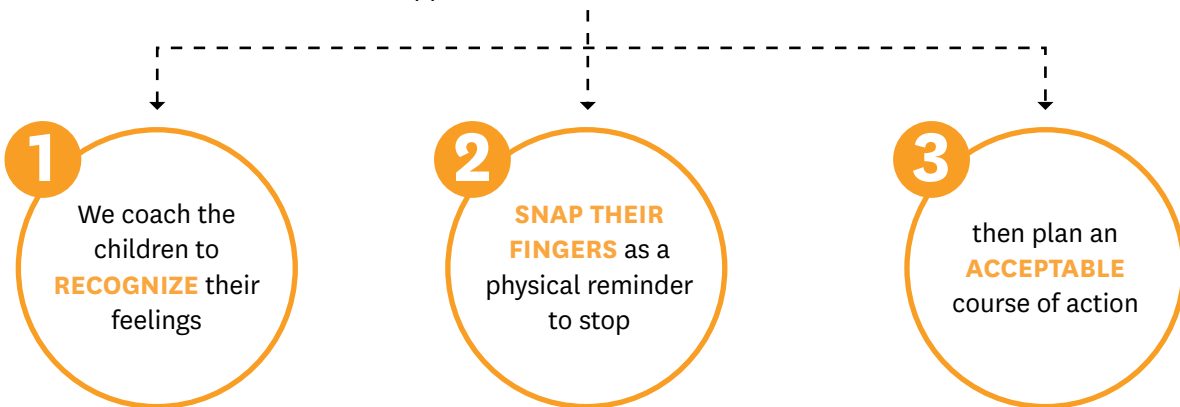 1
We coach the
children to
RECOGNIZE their
feelings
2
SNAP THEIR
FINGERS as a
physical reminder
to stop
3
then plan an
ACCEPTABLE
course of action